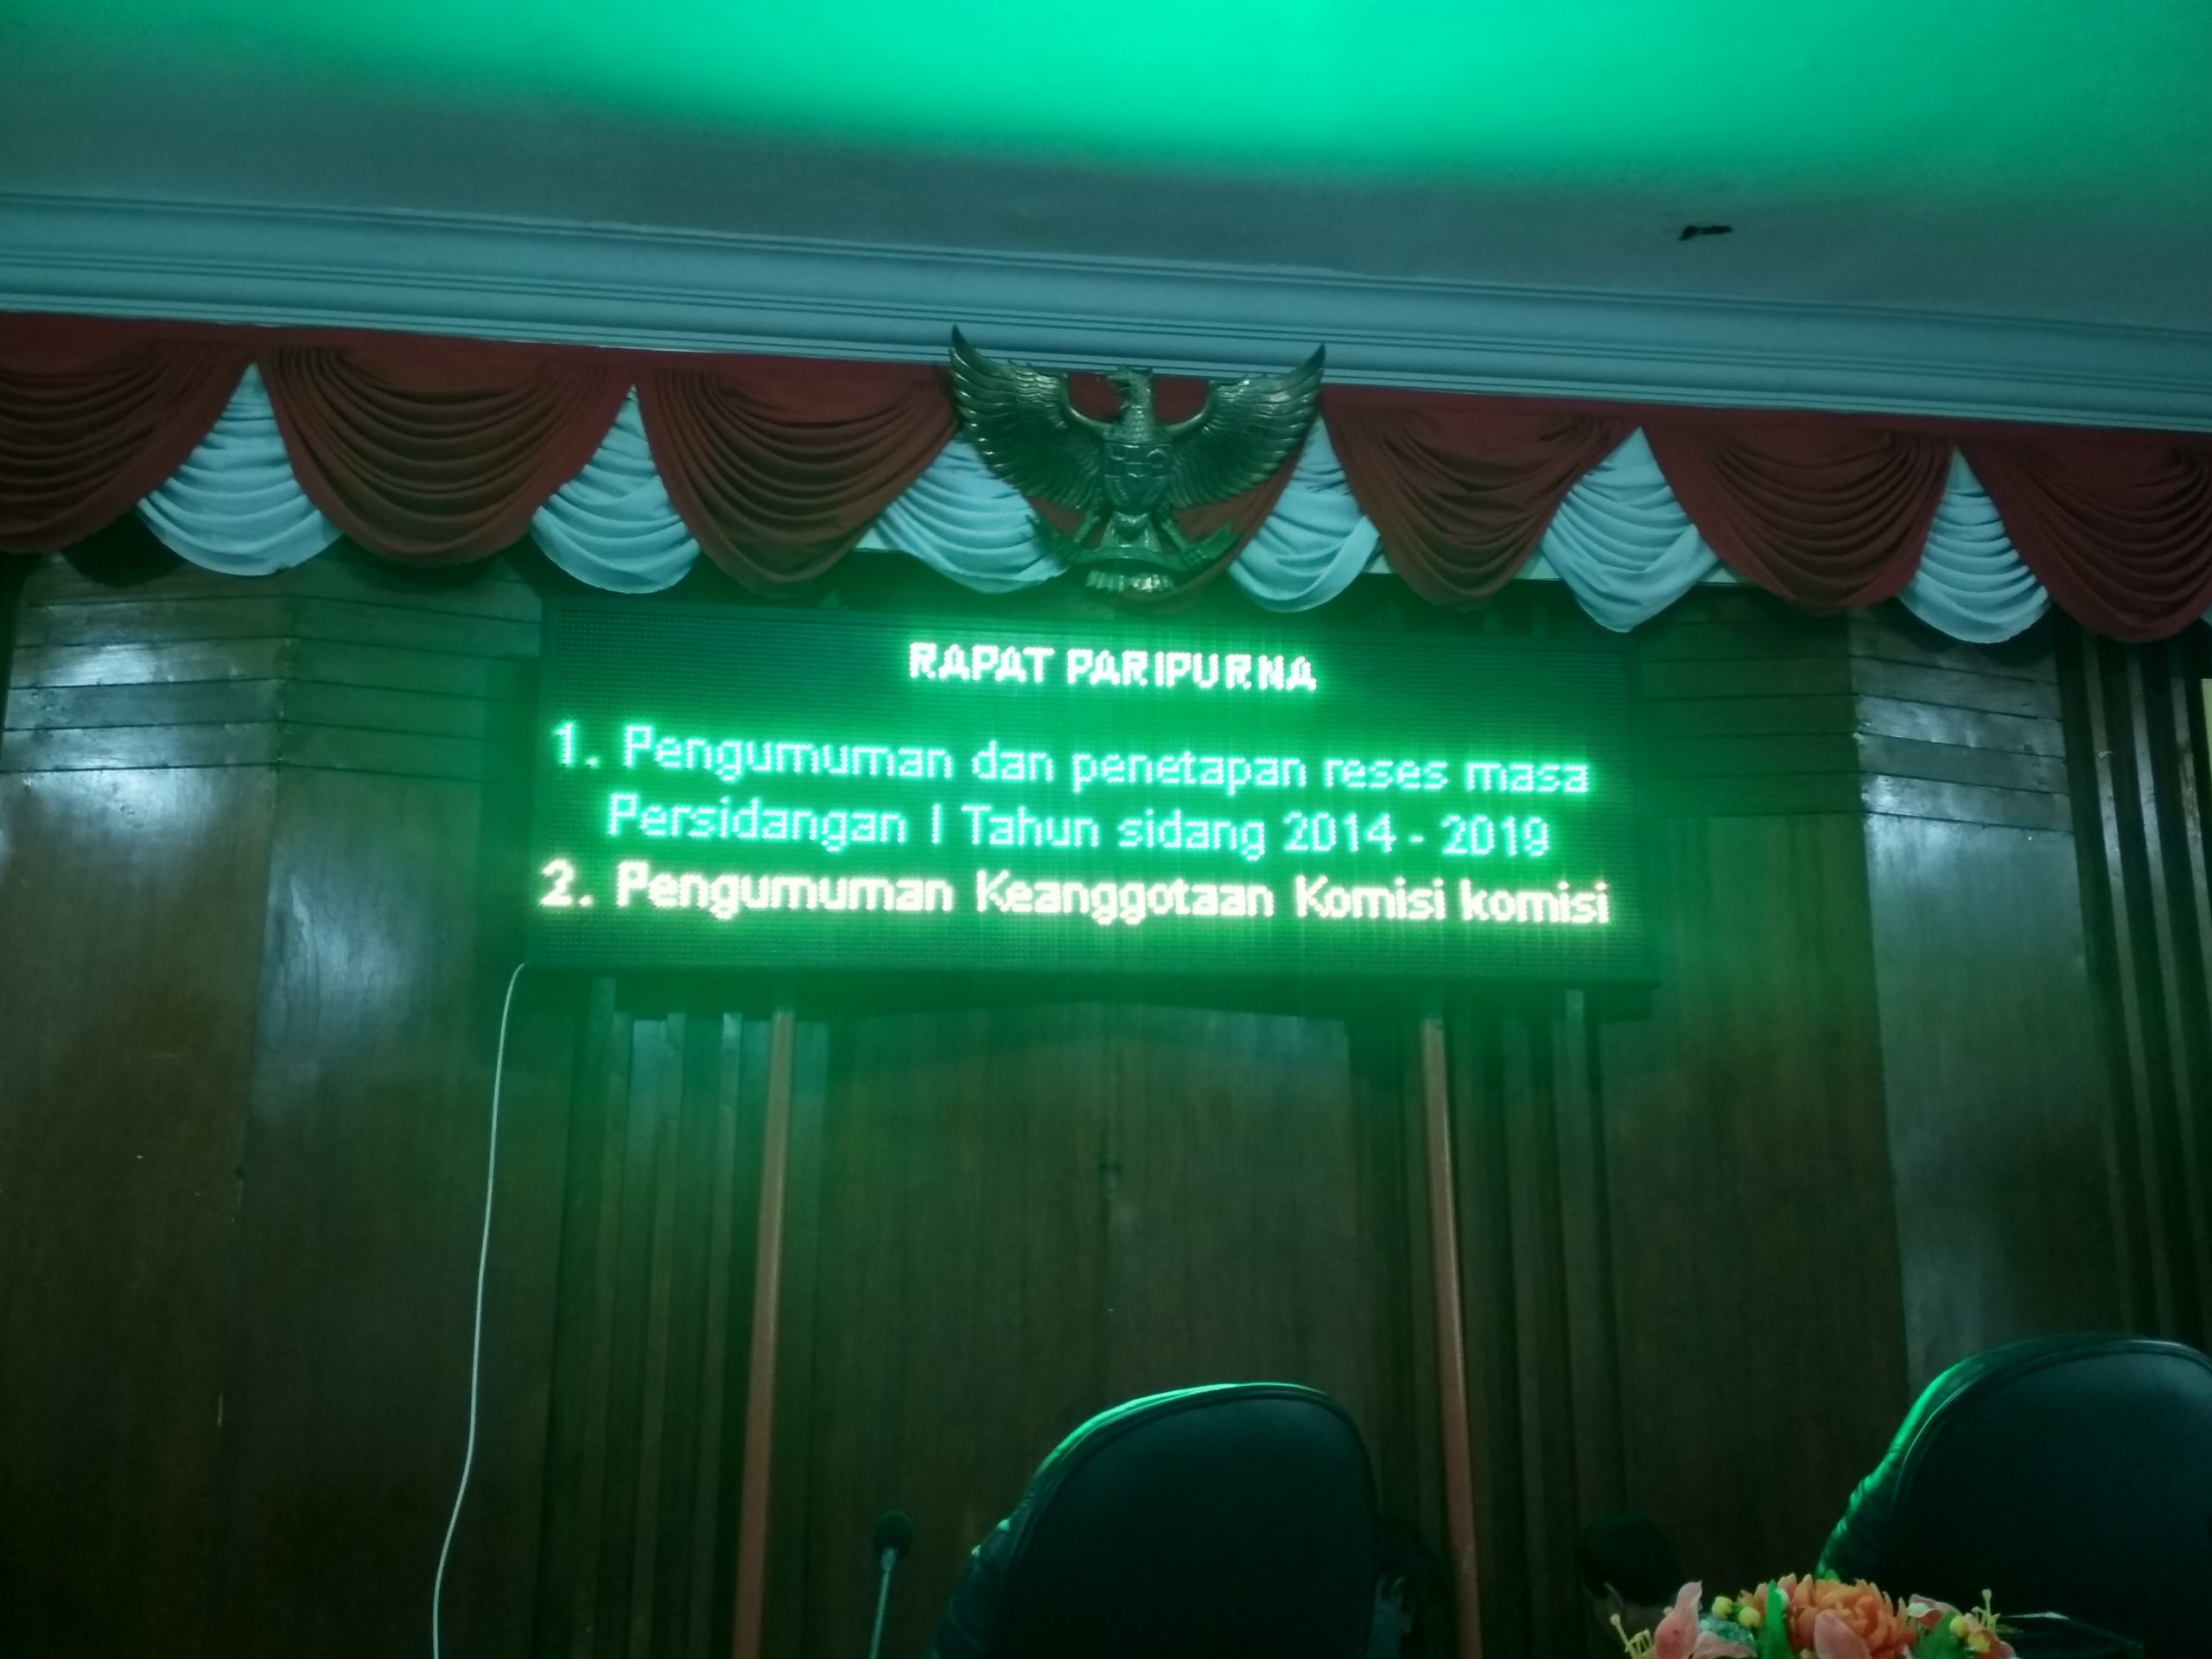 RAPAT PARIPURNA
1. Pengumuman dan penetapan reses masa
Persidangan I Tahun sidang 2014 - 2019
2. Pengumuman Keanggotaan Komisi komisi